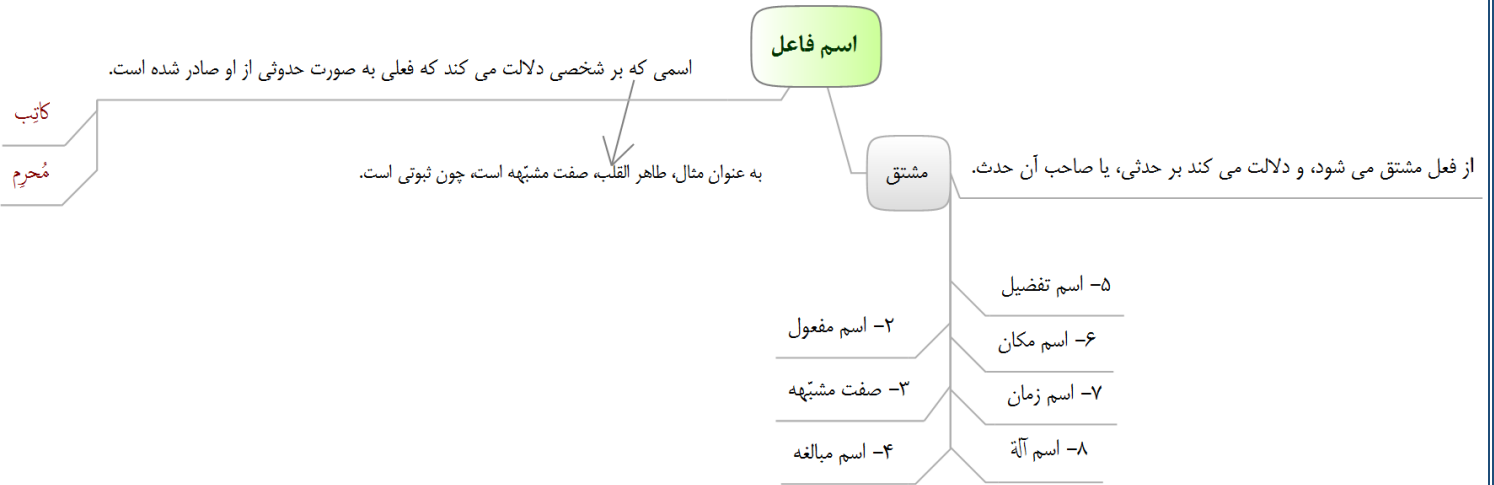 اسم فاعل
اسمی که بر شخصی دلالت می کند که فعلی به صورت حدوثی از او صادر شده است.
کاتِب
مُحرِم
به عنوان مثال، طاهر القلب، صفت مشبّهه است، چون ثبوتی است.
مشتق
از فعل مشتق می شود، و دلالت می کند بر حدثی، یا صاحب آن حدث.
۲- اسم مفعول
۳- صفت مشبّهه
۴- اسم مبالغه
۵- اسم تفضیل
۶- اسم مکان
۷- اسم زمان
۸- اسم آلة